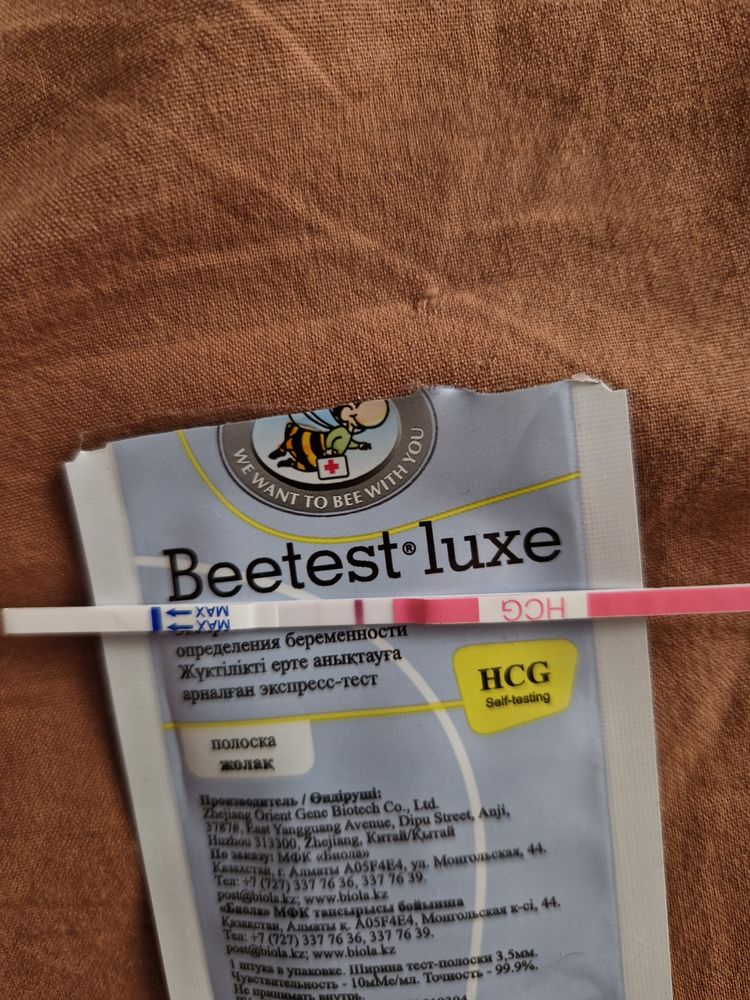 WE WANT TO BEE WITH YOU
Beetest® luxe
MAX
MAX
HCG
определения беременности
Жүктілікті ерте анықтауға
арналған экспресс-тест
HCG
Self-testing
полоска
жолақ
Производитель / Өндіруші:
Zhejiang Orient Gene Biotech Co., Ltd.
3787#, East Yangguang Avenue, Dipu Street, Anji,
Huzhou 313300, Zhejiang, Китай/Қытай
По заказу: МФК «Биола»
Казахстан, г. Алматы A05F4E4, ул. Монгольская, 44.
Тел: +7 (727) 337 76 36, 337 76 39.
post@biola.kz; www.biola.kz
«Биола» МФК тапсырысы бойынша
Қазақстан, Алматы қ. A05F4E4, Монгольская к-сі, 44.
Тел: +7 (727) 337 76 36, 337 76 39.
post@biola.kz; www.biola.kz
1 штука в упаковке. Ширина тест-полоски 3,5мм.
Чувствительность - 10мМе/мл. Точность - 99.9%.
Не принимать внутрь.